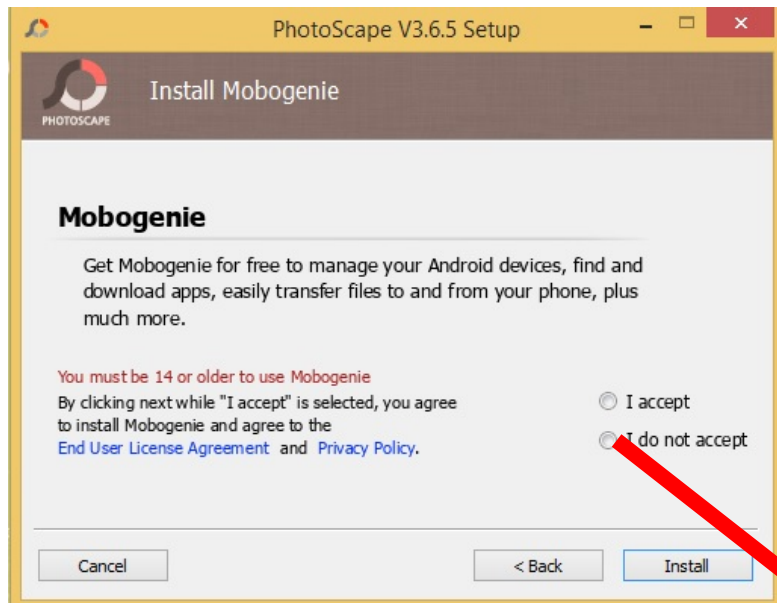 PhotoScape V3.6.5 Setup
PHOTOSCAPE
Install Mobogenie
Mobogenie
Get Mobogenie for free to manage your Android devices, find and
download apps, easily transfer files to and from your phone, plus
much more.
You must be 14 or older to use Mobogenie
By clicking next while "I accept" is selected, you agree
to install Mobogenie and agree to the
End User License Agreement and Privacy Policy.
I accept
I do not accept
Cancel
< Back
Install